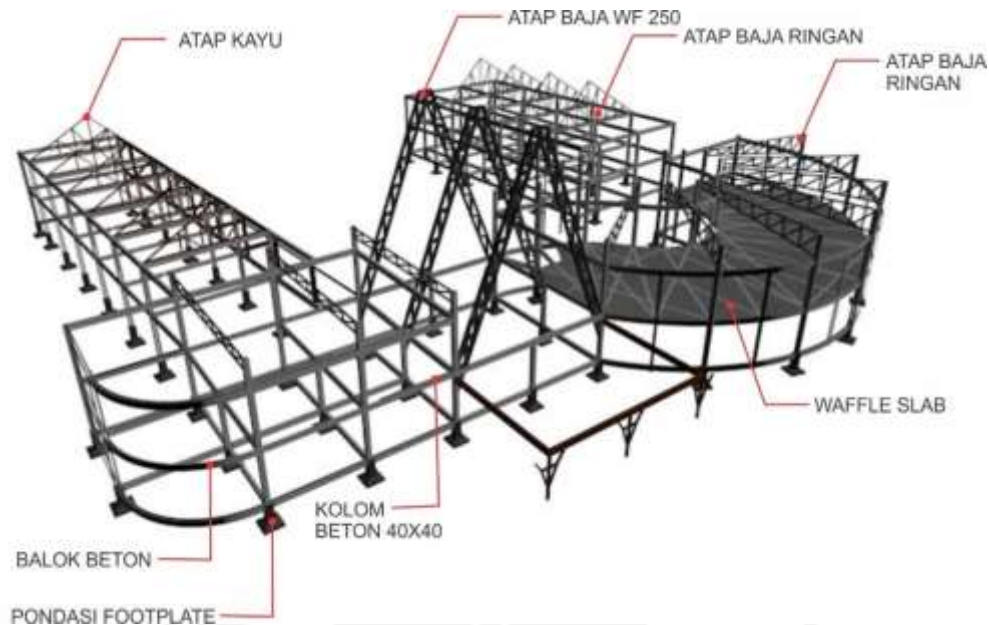 ATAP BAJA WF 250
ATAP KAYU
ATAP BAJA RINGAN
ATAP BAJA
RINGAN
WAFFLE SLAB
KOLOM
BETON 40X40
BALOK BETON
PONDASI FOOTPLATE